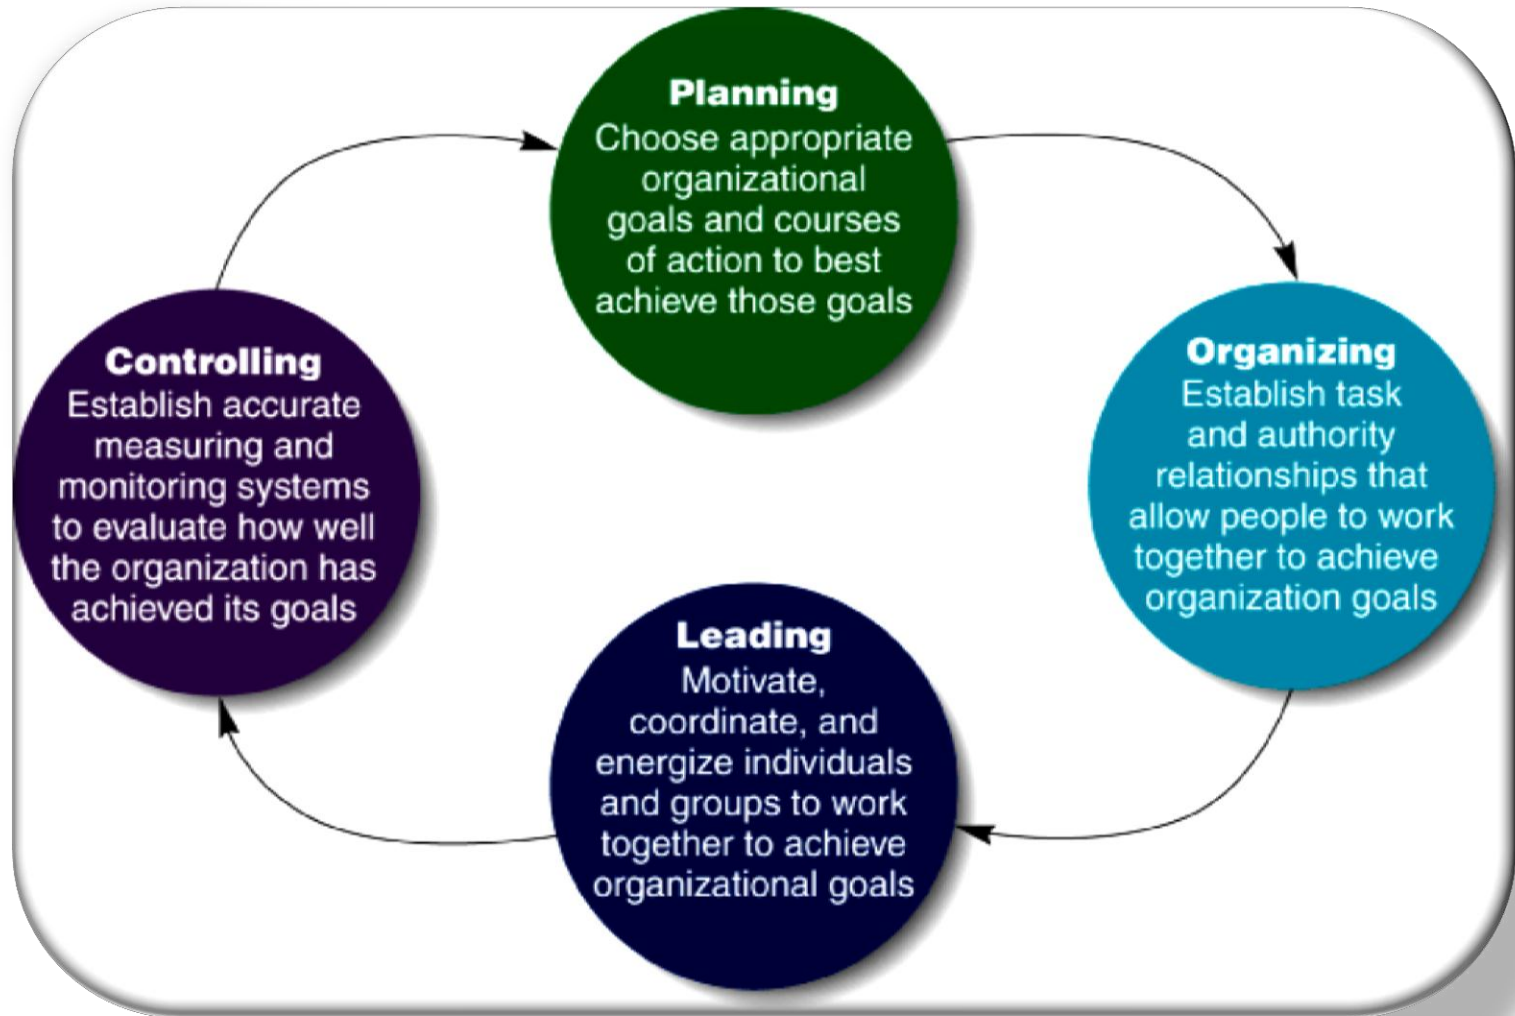 Planning
Choose appropriate
organizational
goals and courses
of action to best
achieve those goals
Organizing
Establish task
and authority
relationships that
allow people to work
together to achieve
organization goals
Leading
Motivate,
coordinate, and
energize individuals
and groups to work
together to achieve
organizational goals
Controlling
Establish accurate
measuring and
monitoring systems
to evaluate how well
the organization has
achieved its goals